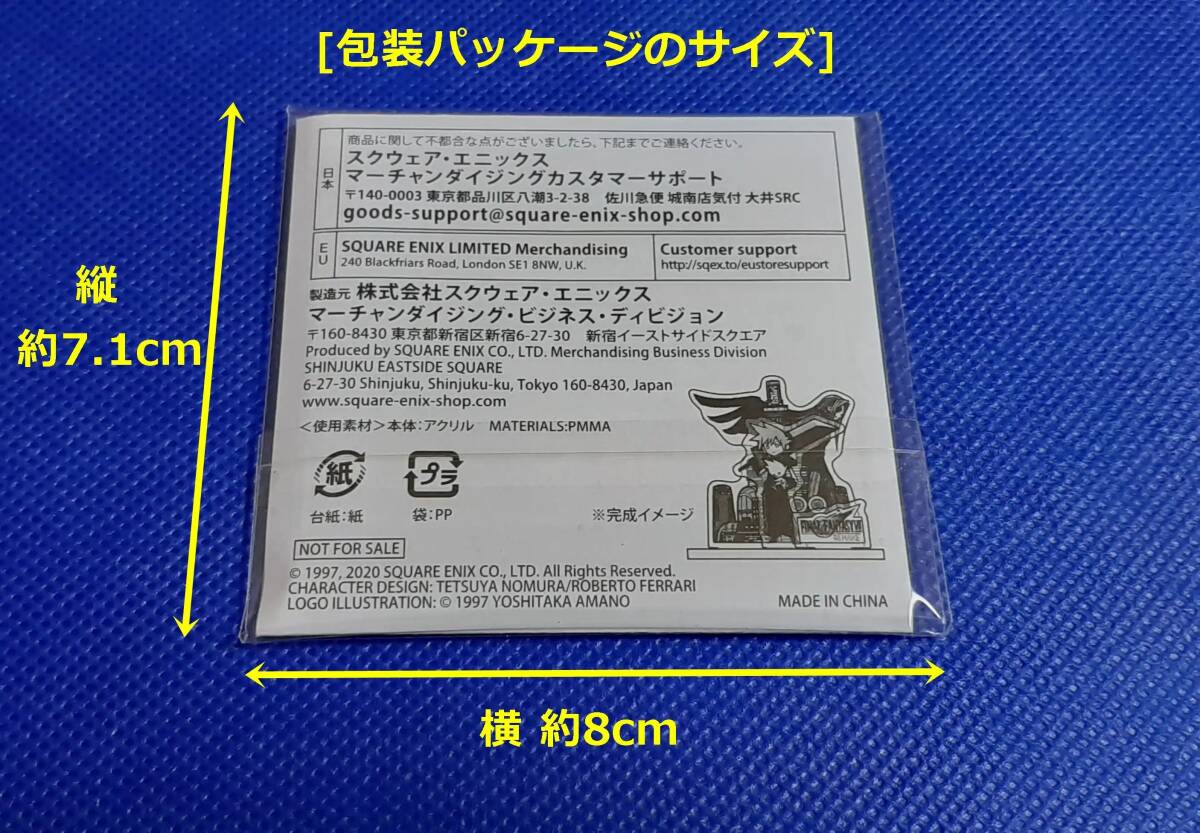 [包装パッケージのサイズ]
縦
約7.1cm
商品に関して不都合な点がございましたら、下記までご連絡ください。
日本
スクウェア・エニックス
マーチャンダイジングカスタマーサポート
〒140-0003 東京都品川区八潮3-2-38 佐川急便 城南店気付 大井SRC
goods-support@square-enix-shop.com
EU
SQUARE ENIX LIMITED Merchandising
240 Blackfriars Road, London SE1 8NW, U.K.
Customer support
http://sqex.to/eustoresupport
製造元 株式会社スクウェア・エニックス
マーチャンダイジング・ビジネス・ディビジョン
〒160-8430 東京都新宿区新宿6-27-30 新宿イーストサイドスクエア
Produced by SQUARE ENIX CO., LTD. Merchandising Business Division
SHINJUKU EASTSIDE SQUARE
6-27-30 Shinjuku, Shinjuku-ku, Tokyo 160-8430, Japan
www.square-enix-shop.com
<使用素材>本体:アクリル MATERIALS:PMMA
紙
プラ
台紙:紙
袋:PP
※完成イメージ
FINAL FANTASY VII
REMAKE
NOT FOR SALE
© 1997, 2020 SQUARE ENIX CO., LTD. All Rights Reserved.
CHARACTER DESIGN: TETSUYA NOMURA/ROBERTO FERRARI
LOGO ILLUSTRATION: © 1997 YOSHITAKA AMANO
MADE IN CHINA
横 約8cm